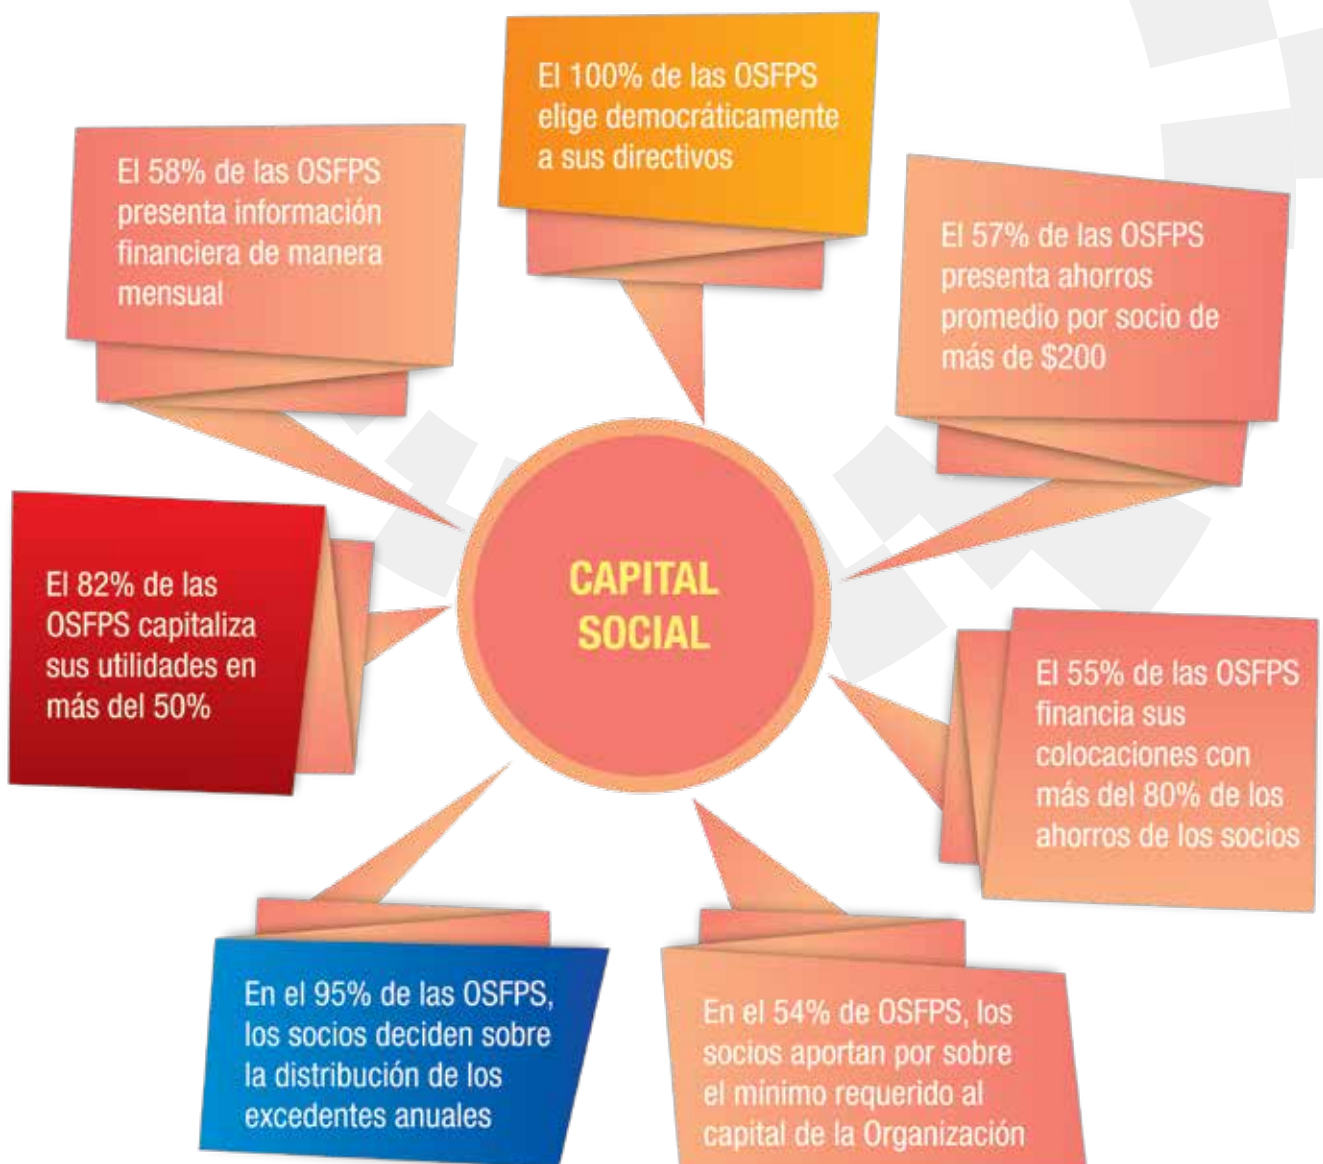 El 100% de las OSFPS
elige democráticamente
a sus directivos
El 58% de las OSFPS
presenta información
financiera de manera
mensual
El 57% de las OSFPS
presenta ahorros
promedio por socio de
más de $200
CAPITAL
SOCIAL
El 82% de las
OSFPS capitaliza
sus utilidades en
más del 50%
El 55% de las OSFPS
financia sus
colocaciones con
más del 80% de los
ahorros de los socios
En el 95% de las OSFPS,
los socios deciden sobre
la distribución de los
excedentes anuales
En el 54% de OSFPS, los
socios aportan por sobre
el mínimo requerido al
capital de la Organización